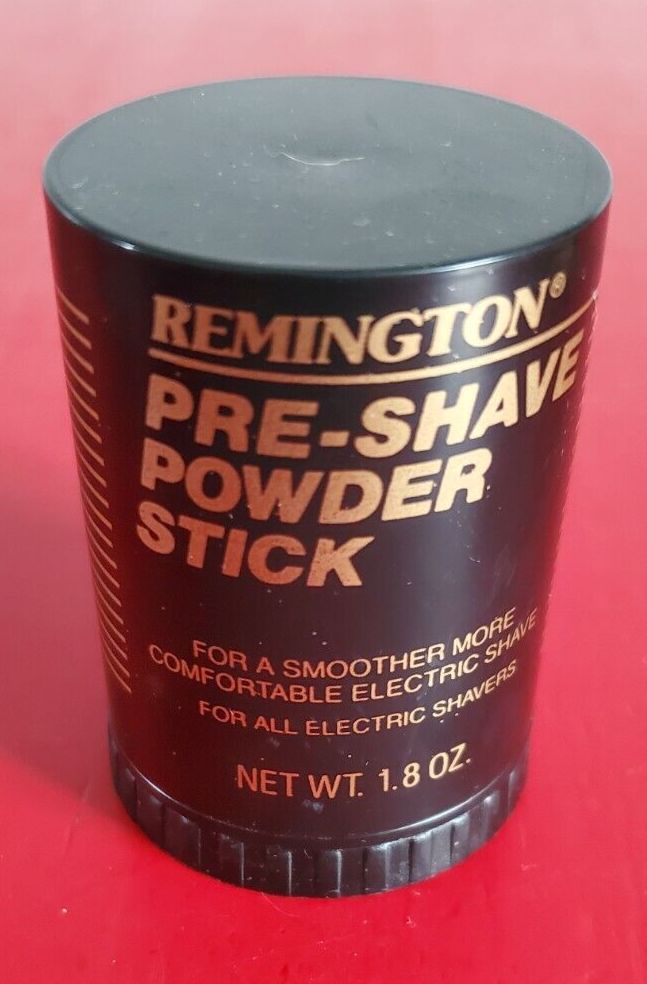 REMINGTON®
PRE-SHAVE
POWDER
STICK
FOR A SMOOTHER MORE
COMFORTABLE ELECTRIC SHAVE
FOR ALL ELECTRIC SHAVERS
NET WT. 1.8 OZ.